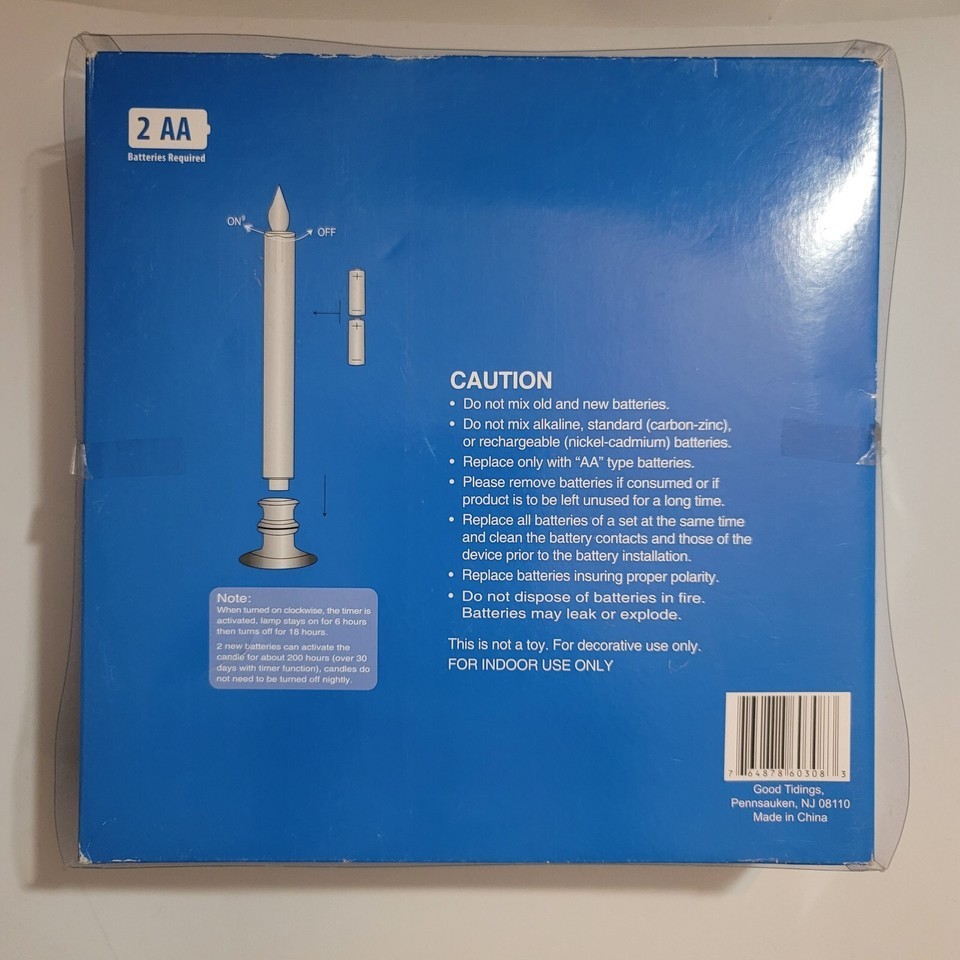 2 AA
Batteries Required
ON
OFF
+
–
+
–
CAUTION
• Do not mix old and new batteries.
• Do not mix alkaline, standard (carbon-zinc),
or rechargeable (nickel-cadmium) batteries.
• Replace only with “AA” type batteries.
• Please remove batteries if consumed or if
product is to be left unused for a long time.
• Replace all batteries of a set at the same time
and clean the battery contacts and those of the
device prior to the battery installation.
• Replace batteries insuring proper polarity.
• Do not dispose of batteries in fire.
Batteries may leak or explode.
This is not a toy. For decorative use only.
FOR INDOOR USE ONLY
Note:
When turned on clockwise, the timer is
activated, lamp stays on for 6 hours
then turns off for 18 hours.
2 new batteries can activate the
candle for about 200 hours (over 30
days with timer function), candles do
not need to be turned off nightly.
7 64878 60308 3
Good Tidings,
Pennsauken, NJ 08110
Made in China